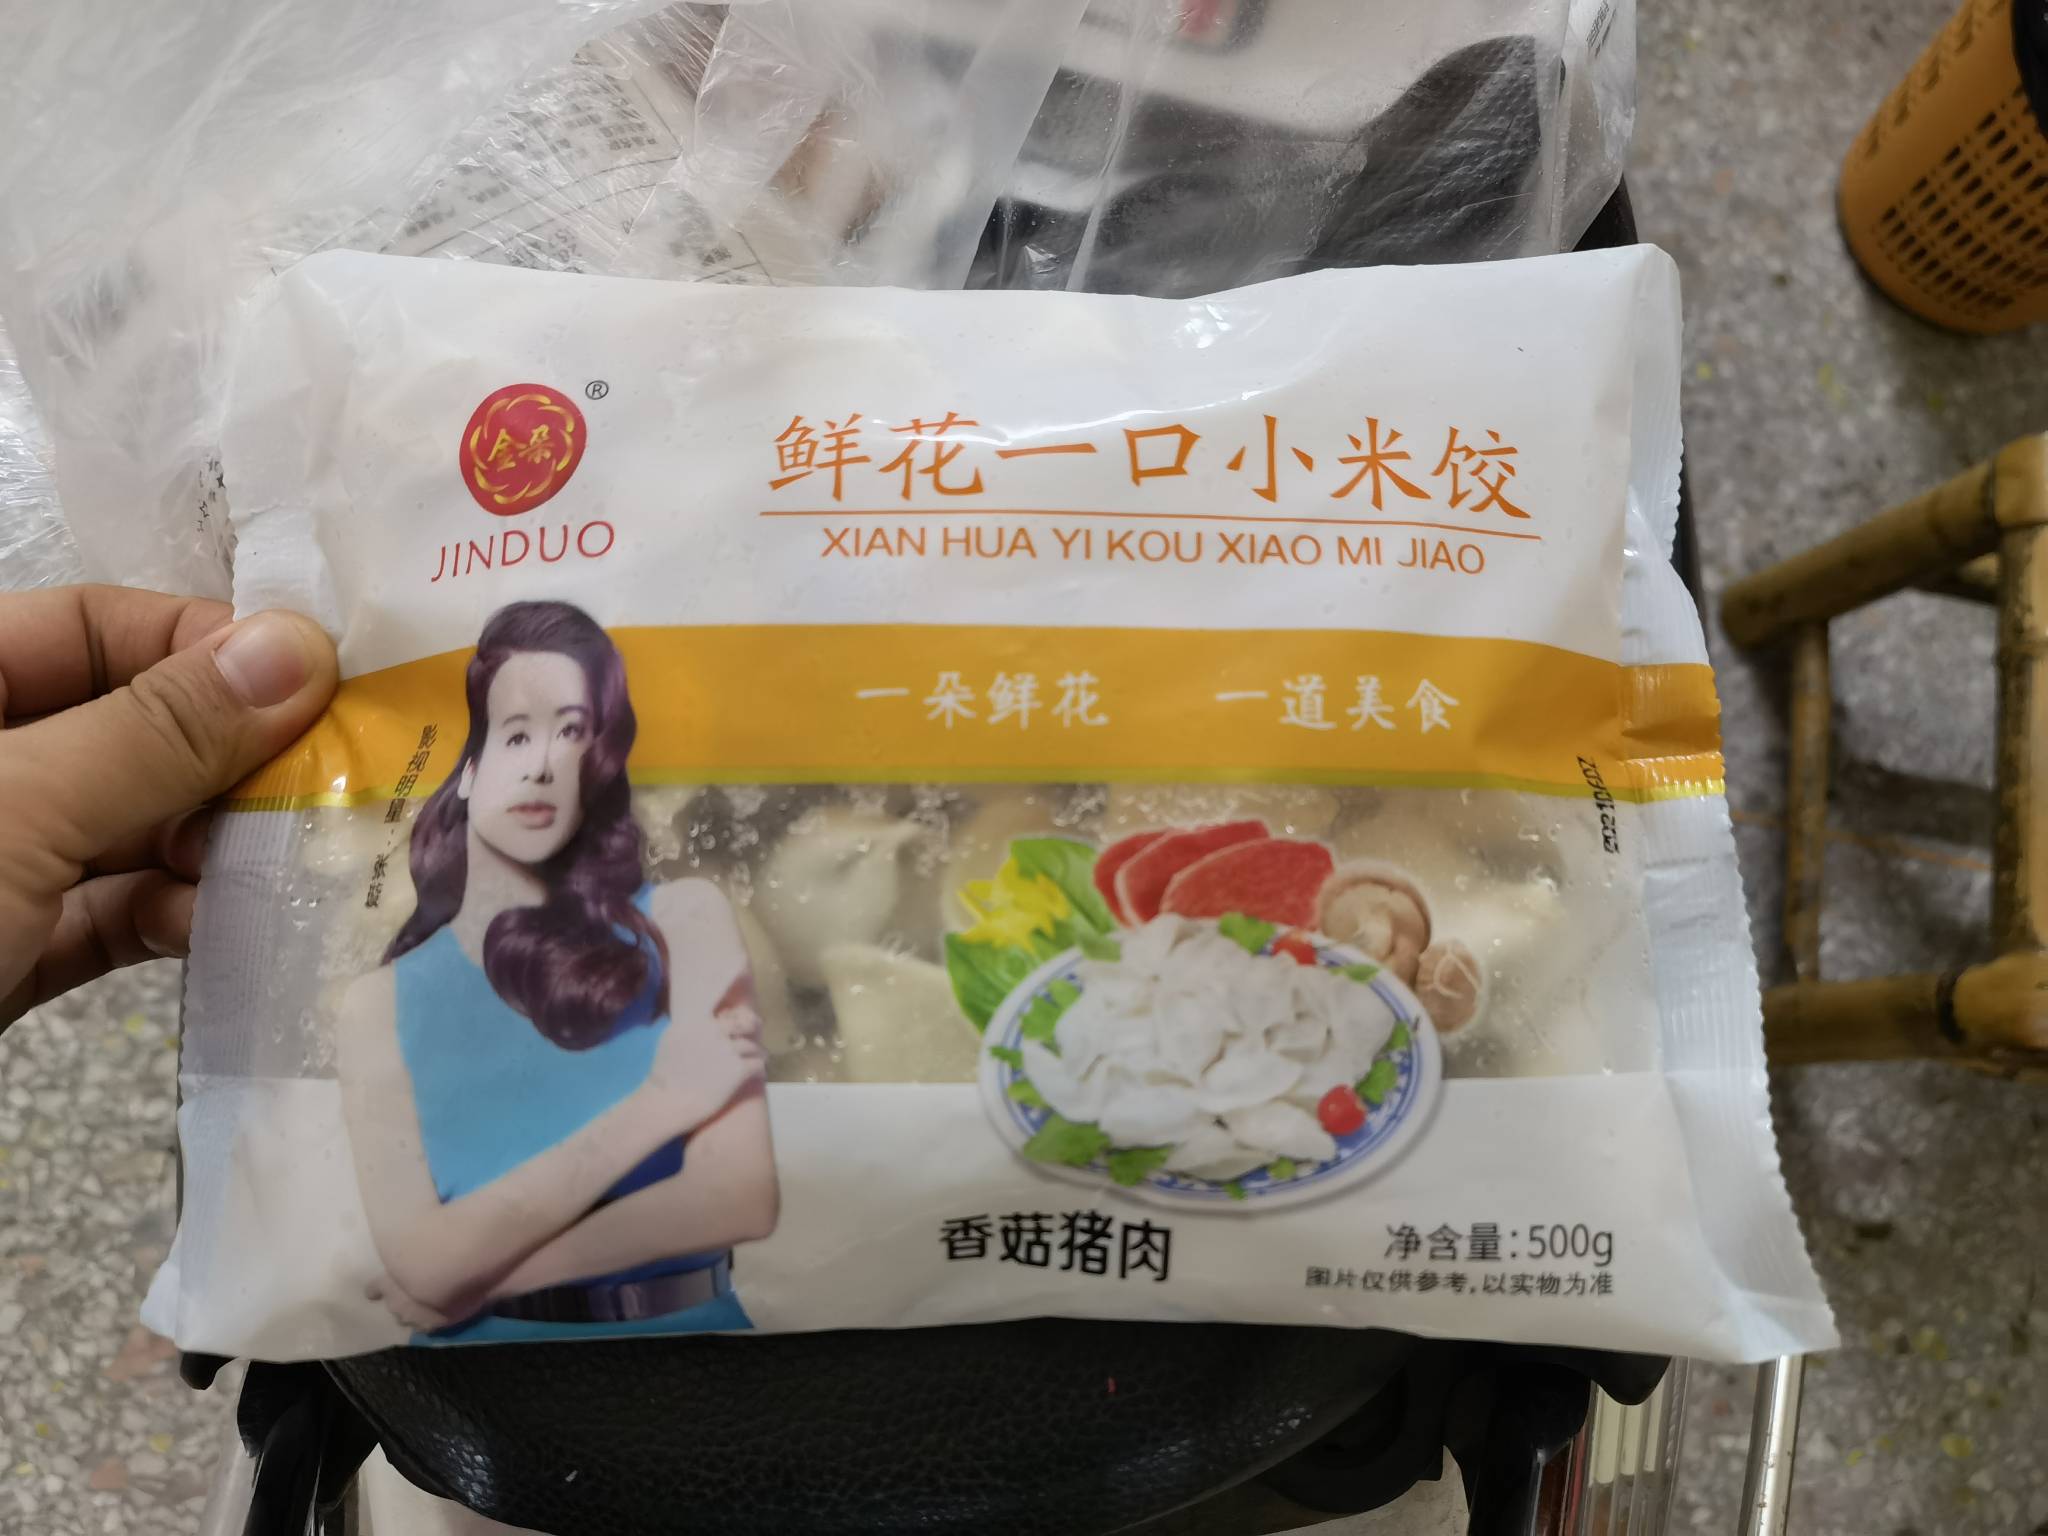 金朵
®
JINDUO
鲜花一口小米饺
XIAN HUA YI KOU XIAO MI JIAO
一朵鲜花 一道美食
影视明星:张
20210602
香菇猪肉
净含量:500g
图片仅供参考,以实物为准